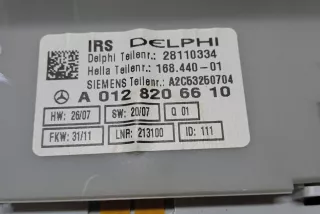 IRS DELPHI
Delphi Teilenr.: 28110334
Hella Teilenr.: 168.440-01
SIEMENS Teilenr.: A2C53250704
A 012 820 66 10
HW: 26/07 SW: 20/07 Q 01
FKW: 31/11 LNR: 213100 ID: 111